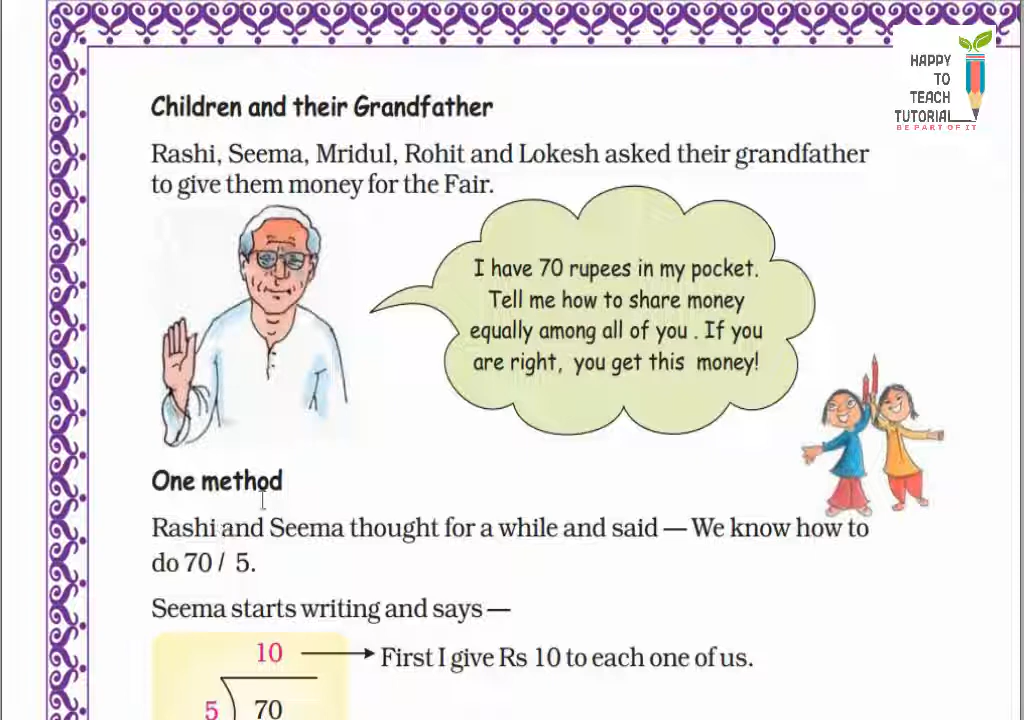 HAPPY
TO
TEACH
TUTORIAL
BE PART OF IT
Children and their Grandfather
Rashi, Seema, Mridul, Rohit and Lokesh asked their grandfather
to give them money for the Fair.
I have 70 rupees in my pocket.
Tell me how to share money
equally among all of you . If you
are right, you get this money!
One method
Rashi and Seema thought for a while and said — We know how to
do 70 / 5.
Seema starts writing and says —
10
First I give Rs 10 to each one of us.
5 70